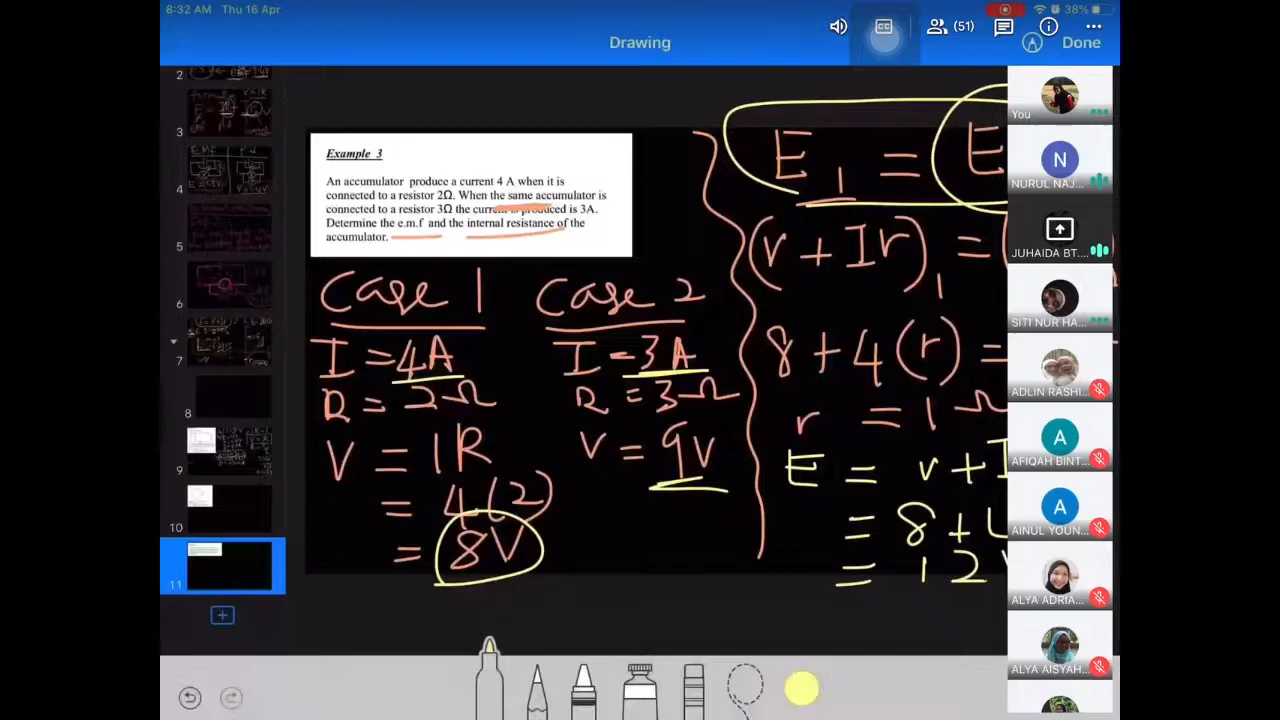 8:32 AM Thu 16 Apr
38%
(51)
Drawing
Done
2
3
4
5
6
7
8
9
10
11
Example 3
An accumulator produce a current 4 A when it is
connected to a resistor 2Ω. When the same accumulator is
connected to a resistor 3Ω the current is produced is 3A.
Determine the e.m.f and the internal resistance of the
accumulator.
Case 1
I = 4A
R = 2Ω
V = IR
= 4(2)
= 8V
Case 2
I = 3A
R = 3Ω
V = 9V
E1 = E
(V + Ir)1 = (
8 + 4(r) =
r = 1Ω
E = V + I
= 8 +
= 12
You
N
NURUL NAJ...
JUHAIDA BT....
SITI NUR HA...
ADLIN RASHI...
A
AFIQAH BINT...
A
AINUL YOUN...
ALYA ADRIA...
ALYA AISYAH...